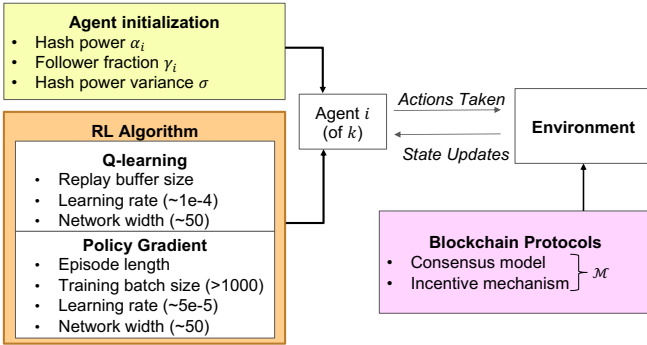 Agent initialization
• Hash power αᵢ
• Follower fraction γᵢ
• Hash power variance σ
RL Algorithm
Q-learning
• Replay buffer size
• Learning rate (~1e-4)
• Network width (~50)
Policy Gradient
• Episode length
• Training batch size (>1000)
• Learning rate (~5e-5)
• Network width (~50)
Agent i
(of k)
Actions Taken
State Updates
Environment
Blockchain Protocols
• Consensus model
• Incentive mechanism
ℳ